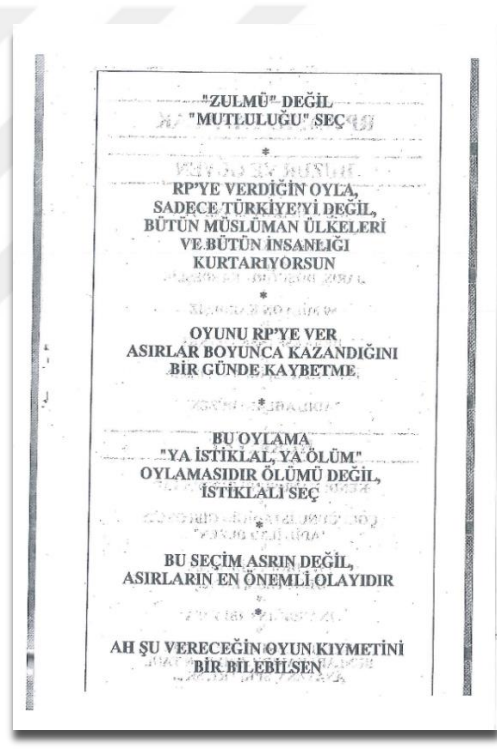 "ZULMÜ" DEĞİL
"MUTLULUĞU" SEÇ
*
RP'YE VERDİĞİN OYLA,
SADECE TÜRKİYE'Yİ DEĞİL,
BÜTÜN MÜSLÜMAN ÜLKELERİ
VE BÜTÜN İNSANLIĞI
KURTARIYORSUN
*
OYUNU RP'YE VER
ASIRLAR BOYUNCA KAZANDIĞINI
BİR GÜNDE KAYBETME
*
BU OYLAMA
"YA İSTİKLAL, YA ÖLÜM"
OYLAMASIDIR ÖLÜMÜ DEĞİL,
İSTİKLALİ SEÇ
*
BU SEÇİM ASRIN DEĞİL,
ASIRLARIN EN ÖNEMLİ OLAYIDIR
*
AH ŞU VERECEĞİN OYUN KIYMETİNİ
BİR BİLEBİLSEN